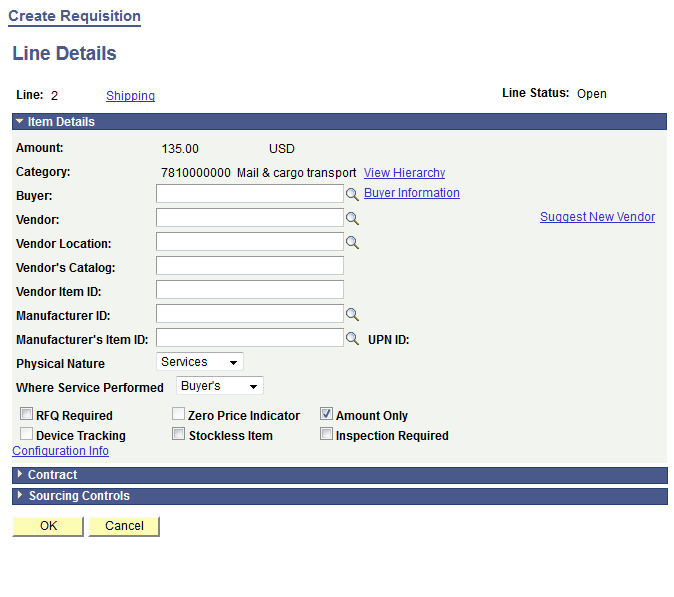 Create Requisition
Line Details
Line: 2 Shipping Line Status: Open
Item Details
Amount: 135.00 USD
Category: 7810000000 Mail & cargo transport View Hierarchy
Buyer: Buyer Information
Vendor: Suggest New Vendor
Vendor Location:
Vendor's Catalog:
Vendor Item ID:
Manufacturer ID:
Manufacturer's Item ID: UPN ID:
Physical Nature Services
Where Service Performed Buyer's
RFQ Required Zero Price Indicator Amount Only
Device Tracking Stockless Item Inspection Required
Configuration Info
Contract
Sourcing Controls
OK Cancel